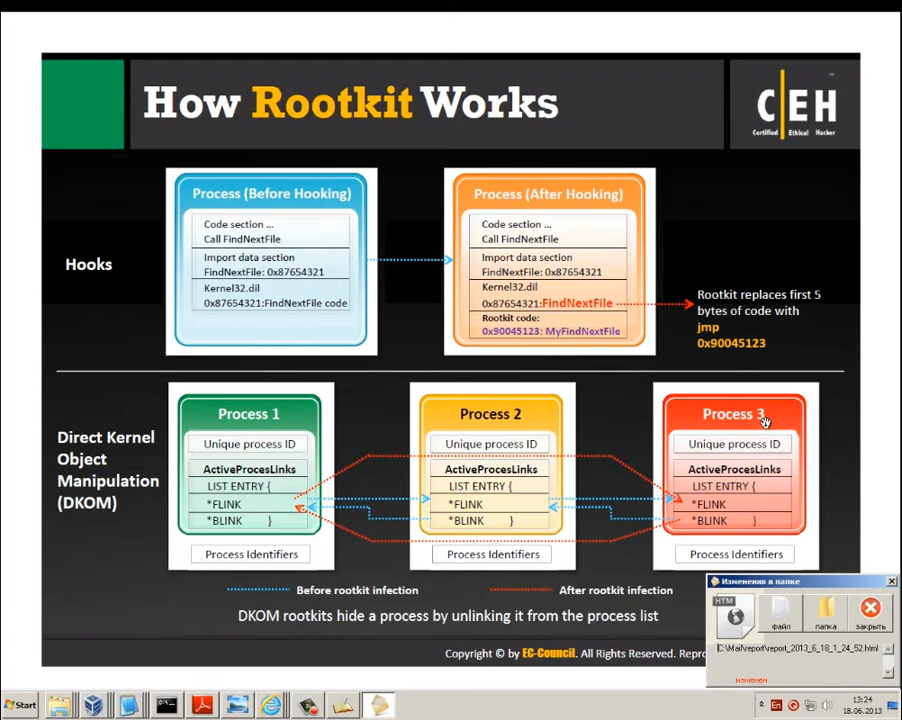 How Rootkit Works
CEH
Certified Ethical Hacker
Hooks
Process (Before Hooking)
Code section ...
Call FindNextFile
Import data section
FindNextFile: 0x87654321
Kernel32.dil
0x87654321:FindNextFile code
Process (After Hooking)
Code section ...
Call FindNextFile
Import data section
FindNextFile: 0x87654321
Kernel32.dil
0x87654321:FindNextFile
Rootkit code:
0x90045123: MyFindNextFile
Rootkit replaces first 5
bytes of code with
jmp
0x90045123
Direct Kernel
Object
Manipulation
(DKOM)
Process 1
Unique process ID
ActiveProcesLinks
LIST ENTRY {
*FLINK
*BLINK }
Process Identifiers
Process 2
Unique process ID
ActiveProcesLinks
LIST ENTRY {
*FLINK
*BLINK }
Process Identifiers
Process 3
Unique process ID
ActiveProcesLinks
LIST ENTRY {
*FLINK
*BLINK }
Process Identifiers
Before rootkit infection
After rootkit infection
DKOM rootkits hide a process by unlinking it from the process list
Copyright © by EC-Council. All Rights Reserved. Repro
Изменения в папке
HTM
файл
папка
закрыть
C:\Mail\report\report_2013_6_18_1_24_52.html
изменен
Start
En
13:24
18.06.2013